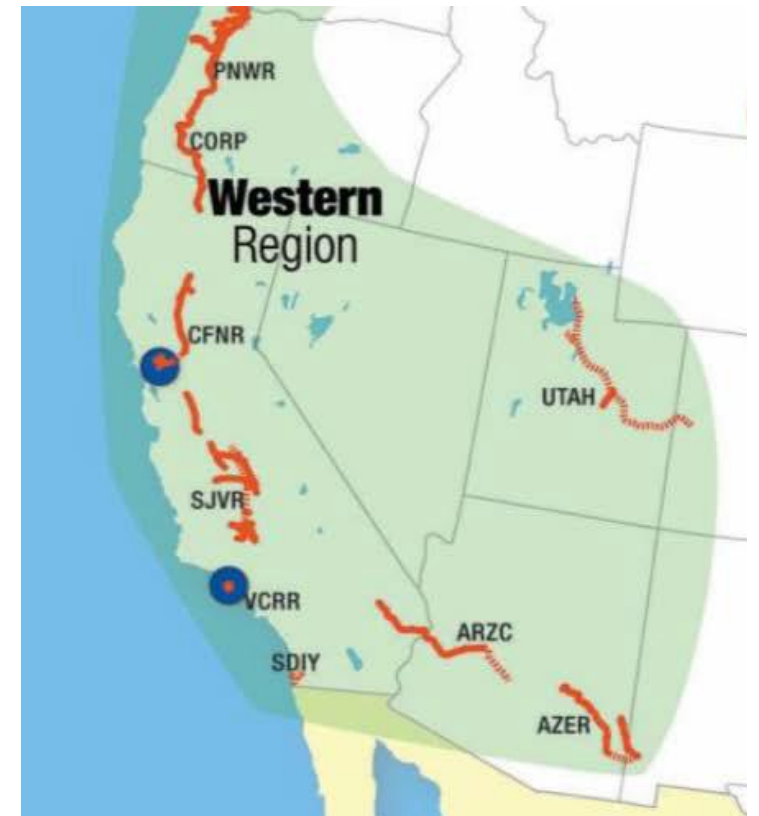 PNWR
CORP
Western
Region
CFNR
UTAH
SJVR
VCRR
ARZC
SDIY
AZER